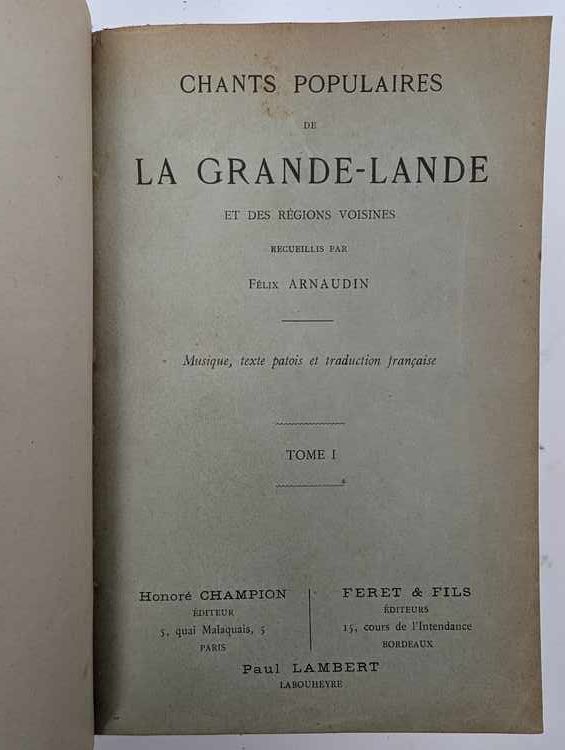 CHANTS POPULAIRES
DE
LA GRANDE-LANDE
ET DES RÉGIONS VOISINES
RECUEILLIS PAR
FÉLIX ARNAUDIN
Musique, texte patois et traduction française
TOME I
Honoré CHAMPION
ÉDITEUR
5, quai Malaquais, 5
PARIS
FERET & FILS
ÉDITEURS
15, cours de l'Intendance
BORDEAUX
Paul LAMBERT
LABOUHEYRE